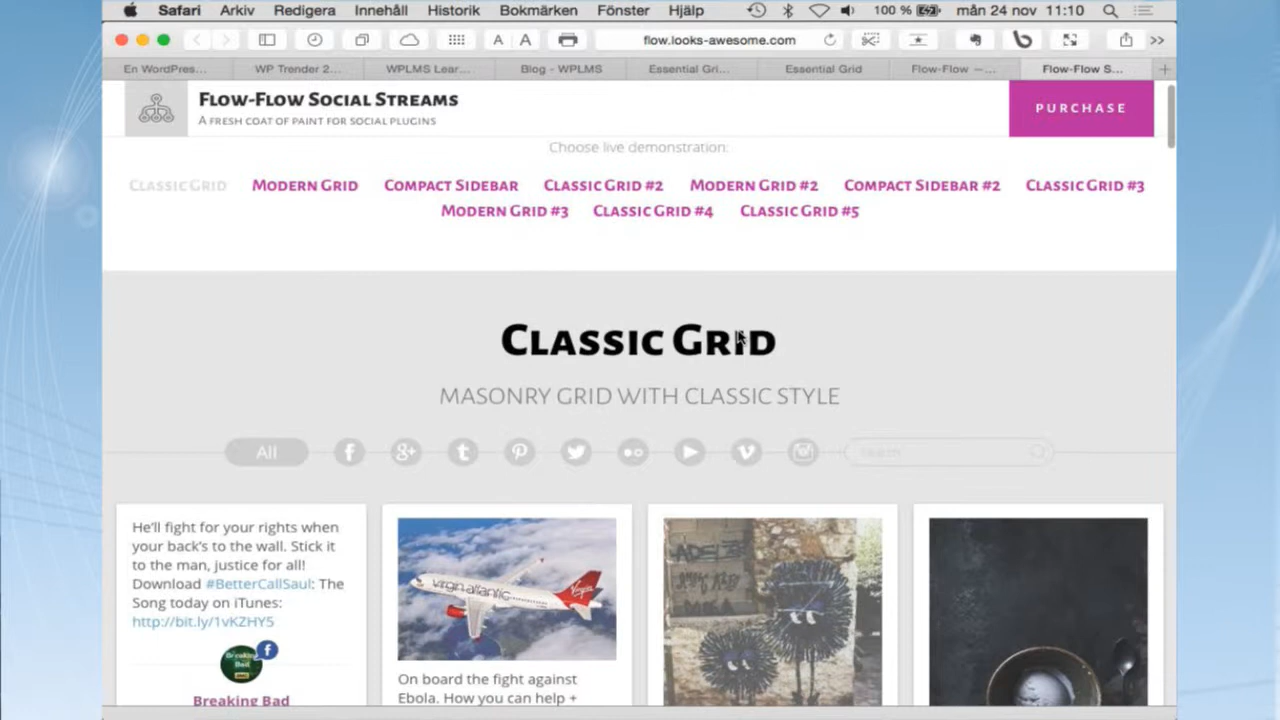 Safari Arkiv Redigera Innehåll Historik Bokmärken Fönster Hjälp 100 % mån 24 nov 11:10
A A flow.looks-awesome.com
En WordPres... WP Trender 2... WPLMS Lear... Blog - WPLMS Essential Gri... Essential Grid Flow-Flow —... Flow-Flow S...
Flow-Flow Social Streams
A fresh coat of paint for social plugins
PURCHASE
Choose live demonstration:
Classic Grid Modern Grid Compact Sidebar Classic Grid #2 Modern Grid #2 Compact Sidebar #2 Classic Grid #3
Modern Grid #3 Classic Grid #4 Classic Grid #5
Classic Grid
MASONRY GRID WITH CLASSIC STYLE
All
He'll fight for your rights when
your back's to the wall. Stick it
to the man, justice for all!
Download #BetterCallSaul: The
Song today on iTunes:
http://bit.ly/1vKZHY5
Breaking Bad
Breaking Bad
virgin atlantic
On board the fight against
Ebola. How you can help +